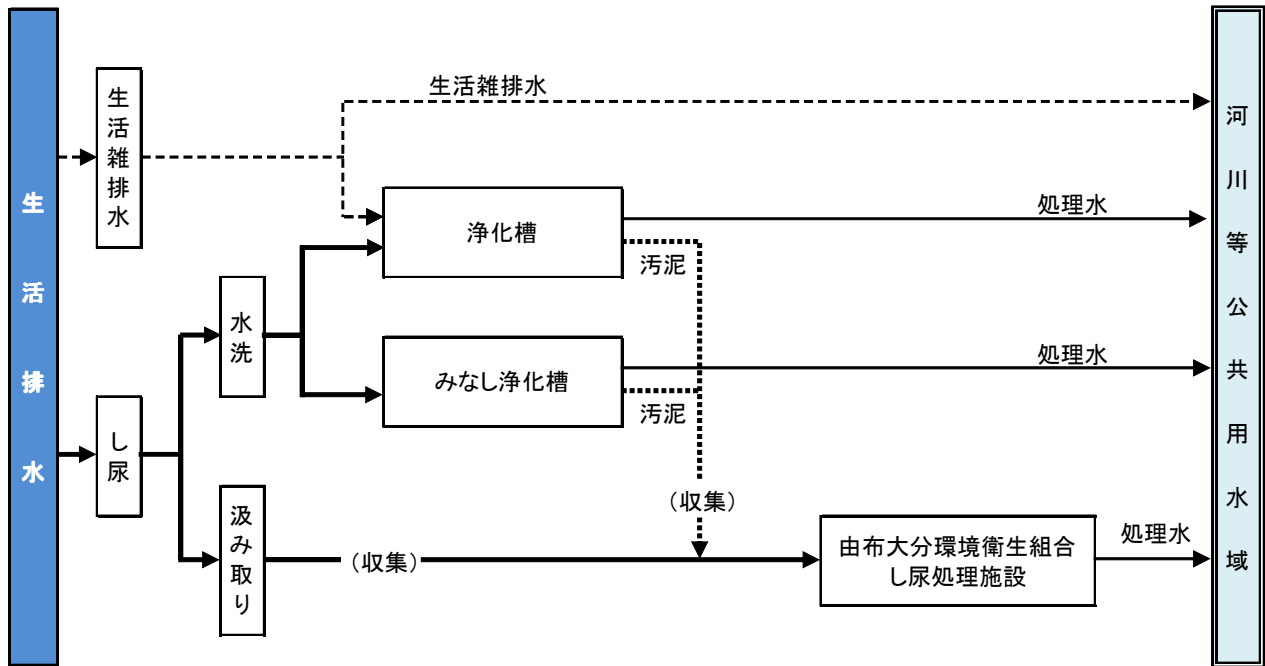 生活排水
生活雑排水
し尿
水洗
汲み取り
生活雑排水
浄化槽
処理水
汚泥
みなし浄化槽
処理水
汚泥
（収集）
（収集）
由布大分環境衛生組合
し尿処理施設
処理水
河川等公共用水域